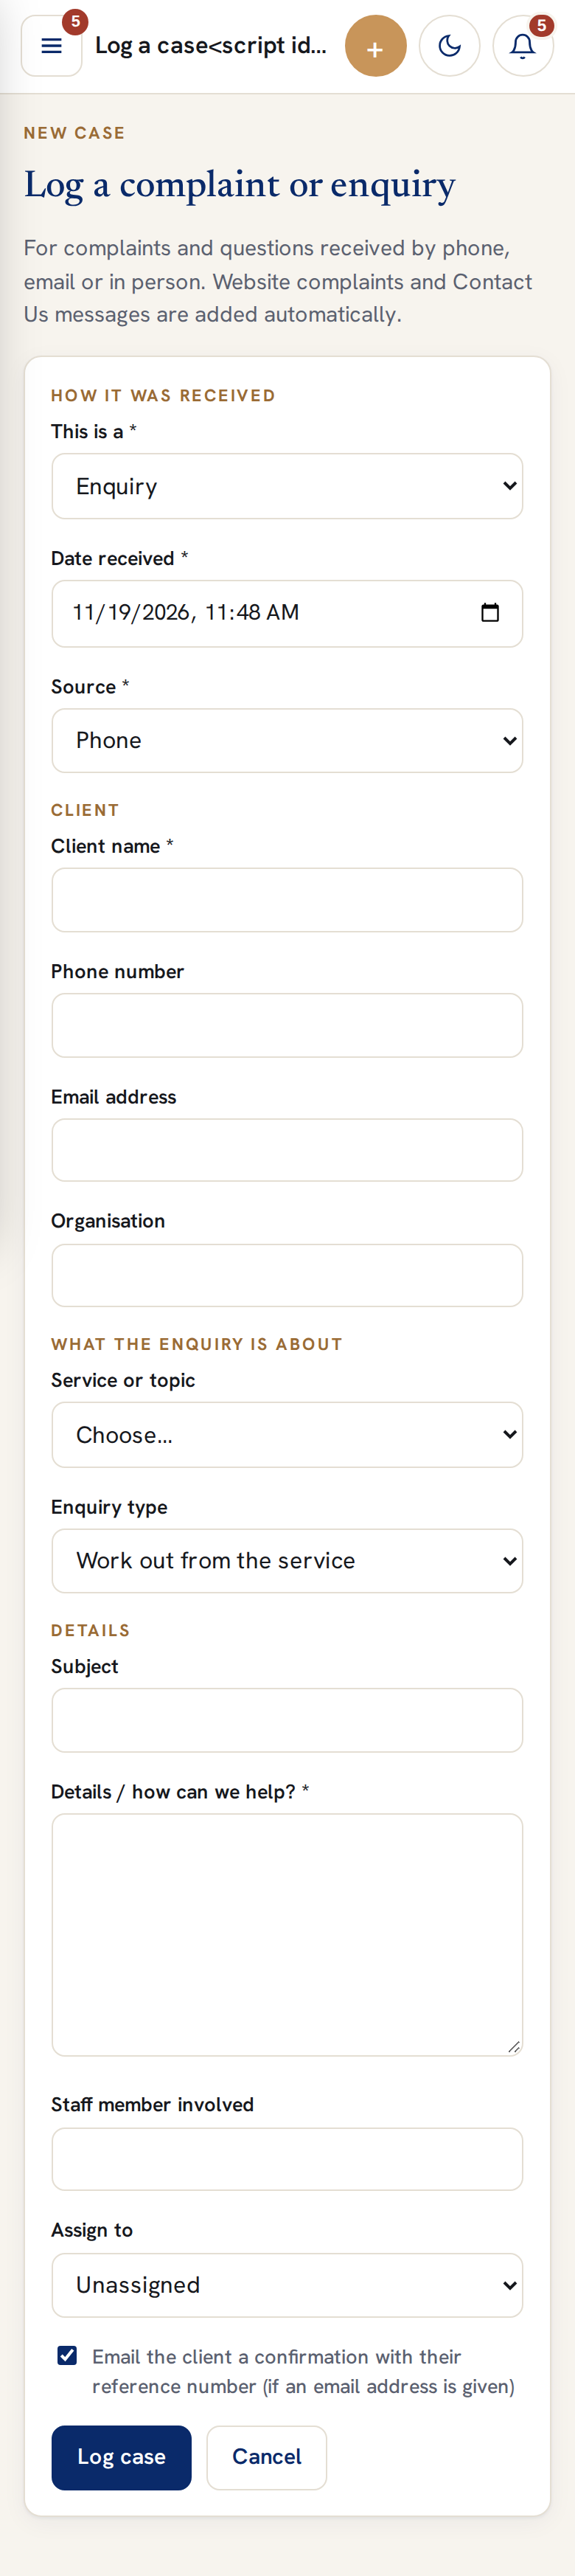 5
Log a case<script id...
+
5
NEW CASE
Log a complaint or enquiry
For complaints and questions received by phone,
email or in person. Website complaints and Contact
Us messages are added automatically.
HOW IT WAS RECEIVED
This is a *
Enquiry
Date received *
11/19/2026, 11:48 AM
Source *
Phone
CLIENT
Client name *
Phone number
Email address
Organisation
WHAT THE ENQUIRY IS ABOUT
Service or topic
Choose...
Enquiry type
Work out from the service
DETAILS
Subject
Details / how can we help? *
Staff member involved
Assign to
Unassigned
Email the client a confirmation with their
reference number (if an email address is given)
Log case
Cancel